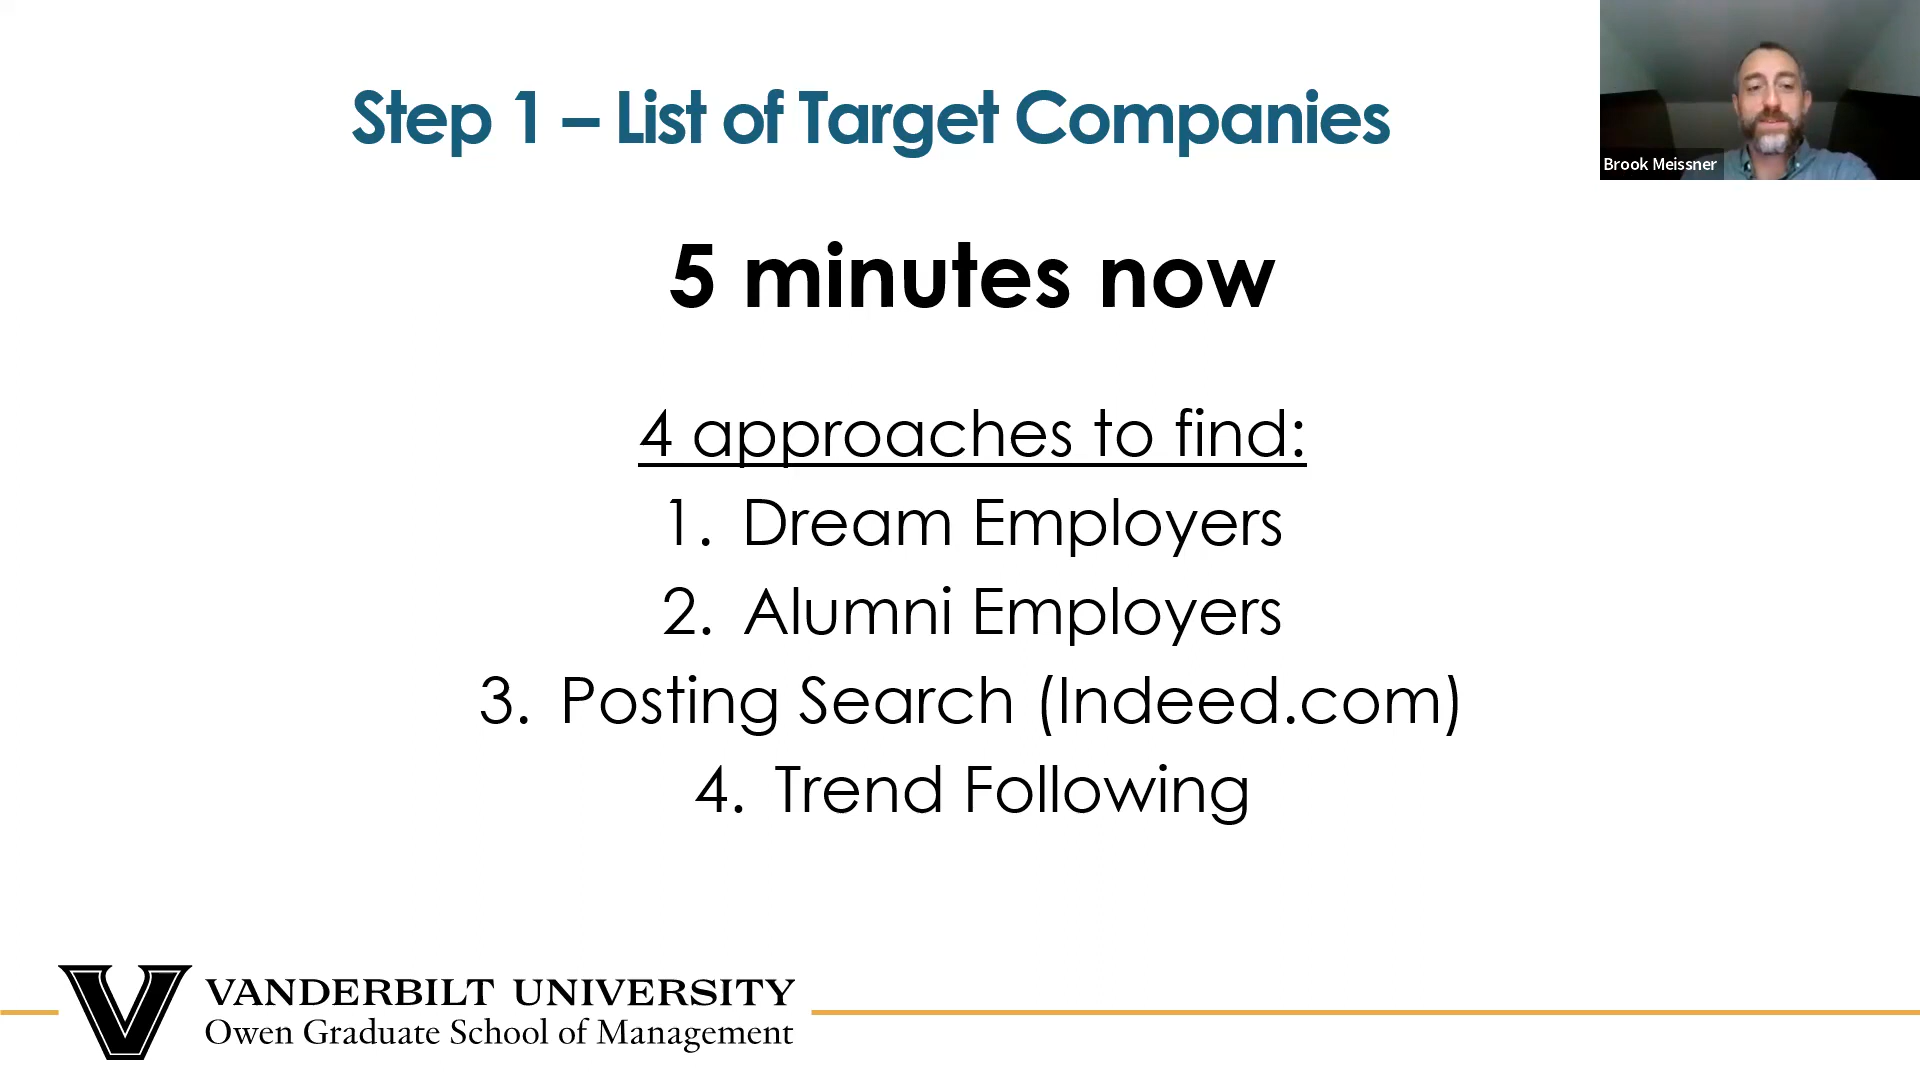 Step 1 – List of Target Companies
Brook Meissner
5 minutes now
4 approaches to find:
1. Dream Employers
2. Alumni Employers
3. Posting Search (Indeed.com)
4. Trend Following
VANDERBILT UNIVERSITY
Owen Graduate School of Management